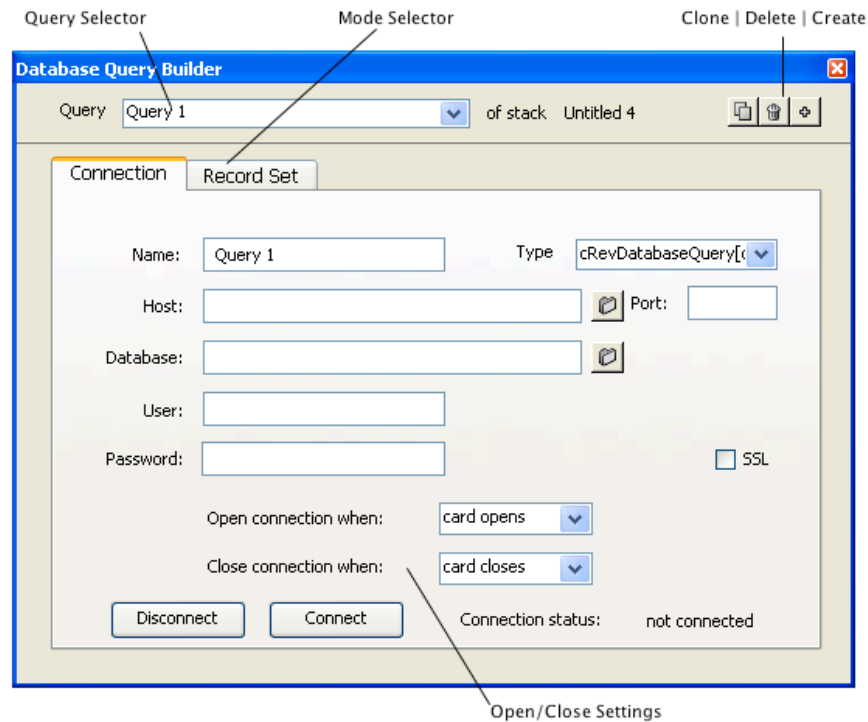 Query Selector Mode Selector Clone | Delete | Create
Database Query Builder
Query Query 1 of stack Untitled 4
Connection Record Set
Name: Query 1 Type cRevDatabaseQuery[c
Host: Port:
Database:
User:
Password: SSL
Open connection when: card opens
Close connection when: card closes
Disconnect Connect Connection status: not connected
Open/Close Settings